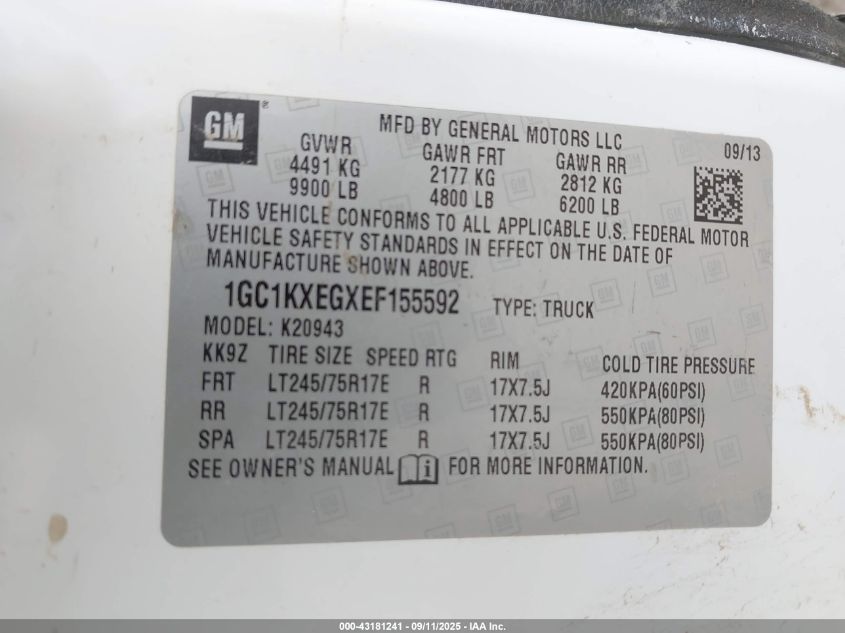 GM ®
MFD BY GENERAL MOTORS LLC 09/13
GVWR GAWR FRT GAWR RR
4491 KG 2177 KG 2812 KG
9900 LB 4800 LB 6200 LB
THIS VEHICLE CONFORMS TO ALL APPLICABLE U.S. FEDERAL MOTOR
VEHICLE SAFETY STANDARDS IN EFFECT ON THE DATE OF
MANUFACTURE SHOWN ABOVE.
1GC1KXEGXEF155592 TYPE: TRUCK
MODEL: K20943
KK9Z TIRE SIZE SPEED RTG RIM COLD TIRE PRESSURE
FRT LT245/75R17E R 17X7.5J 420KPA(60PSI)
RR LT245/75R17E R 17X7.5J 550KPA(80PSI)
SPA LT245/75R17E R 17X7.5J 550KPA(80PSI)
SEE OWNER'S MANUAL i FOR MORE INFORMATION.
000-43181241 - 09/11/2025 - IAA Inc.